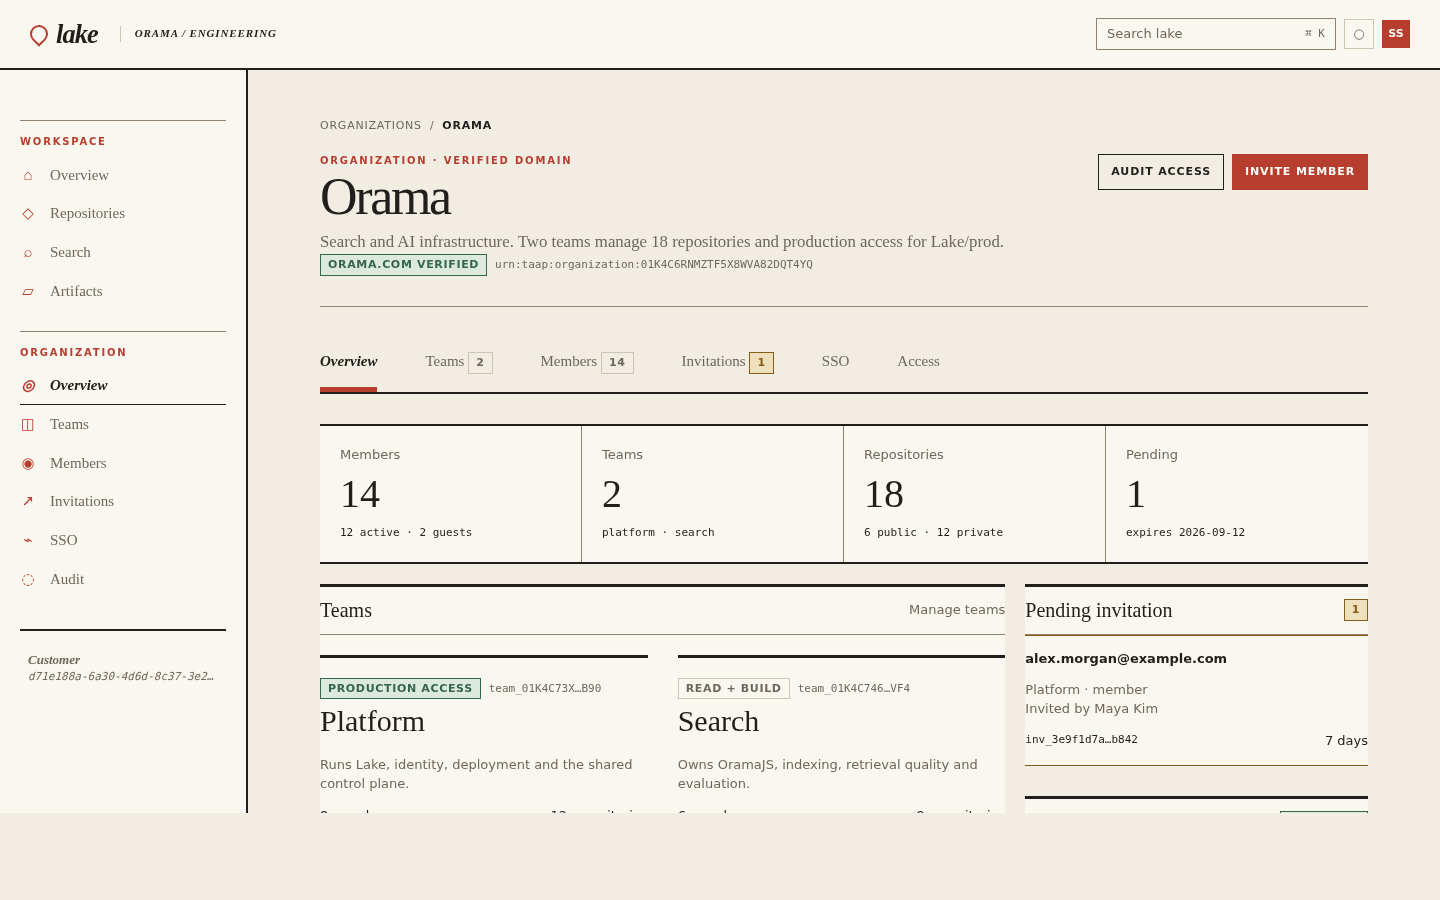 lake
ORAMA / ENGINEERING
Search lake ⌘ K
SS
WORKSPACE
Overview
Repositories
Search
Artifacts
ORGANIZATION
Overview
Teams
Members
Invitations
SSO
Audit
Customer
d71e188a-6a30-4d6d-8c37-3e2…
ORGANIZATIONS / ORAMA
ORGANIZATION · VERIFIED DOMAIN
Orama
AUDIT ACCESS
INVITE MEMBER
Search and AI infrastructure. Two teams manage 18 repositories and production access for Lake/prod.
ORAMA.COM VERIFIED urn:taap:organization:01K4C6RNMZTF5X8WVA82DQT4YQ
Overview Teams 2 Members 14 Invitations 1 SSO Access
Members
14
12 active · 2 guests
Teams
2
platform · search
Repositories
18
6 public · 12 private
Pending
1
expires 2026-09-12
Teams
Manage teams
PRODUCTION ACCESS team_01K4C73X…B90
Platform
Runs Lake, identity, deployment and the shared
control plane.
READ + BUILD team_01K4C746…VF4
Search
Owns OramaJS, indexing, retrieval quality and
evaluation.
Pending invitation 1
alex.morgan@example.com
Platform · member
Invited by Maya Kim
inv_3e9f1d7a…b842
7 days